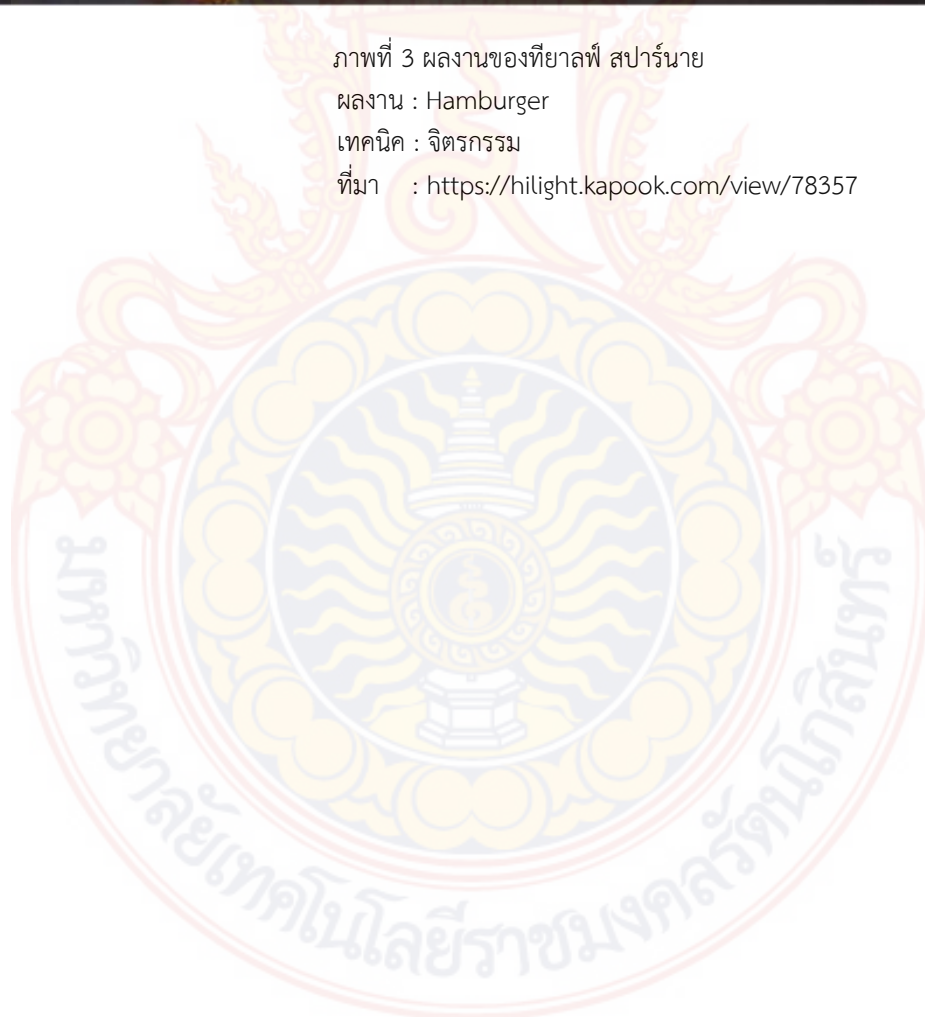 ภาพที่ 3 ผลงานของทียาลฟ์ สปาร์นาย
ผลงาน : Hamburger
เทคนิค : จิตรกรรม
ที่มา : https://hilight.kapook.com/view/78357
มหาวิทยาลัยเทคโนโลยีราชมงคลรัตนโกสินทร์